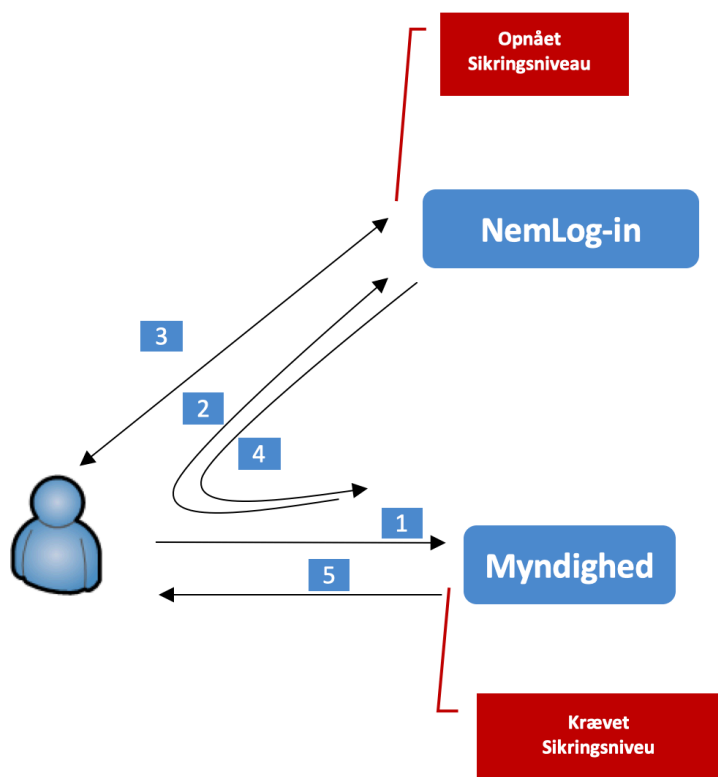 Opnået
Sikringsniveau
NemLog-in
3
2
4
1
Myndighed
5
Krævet
Sikringsniveu